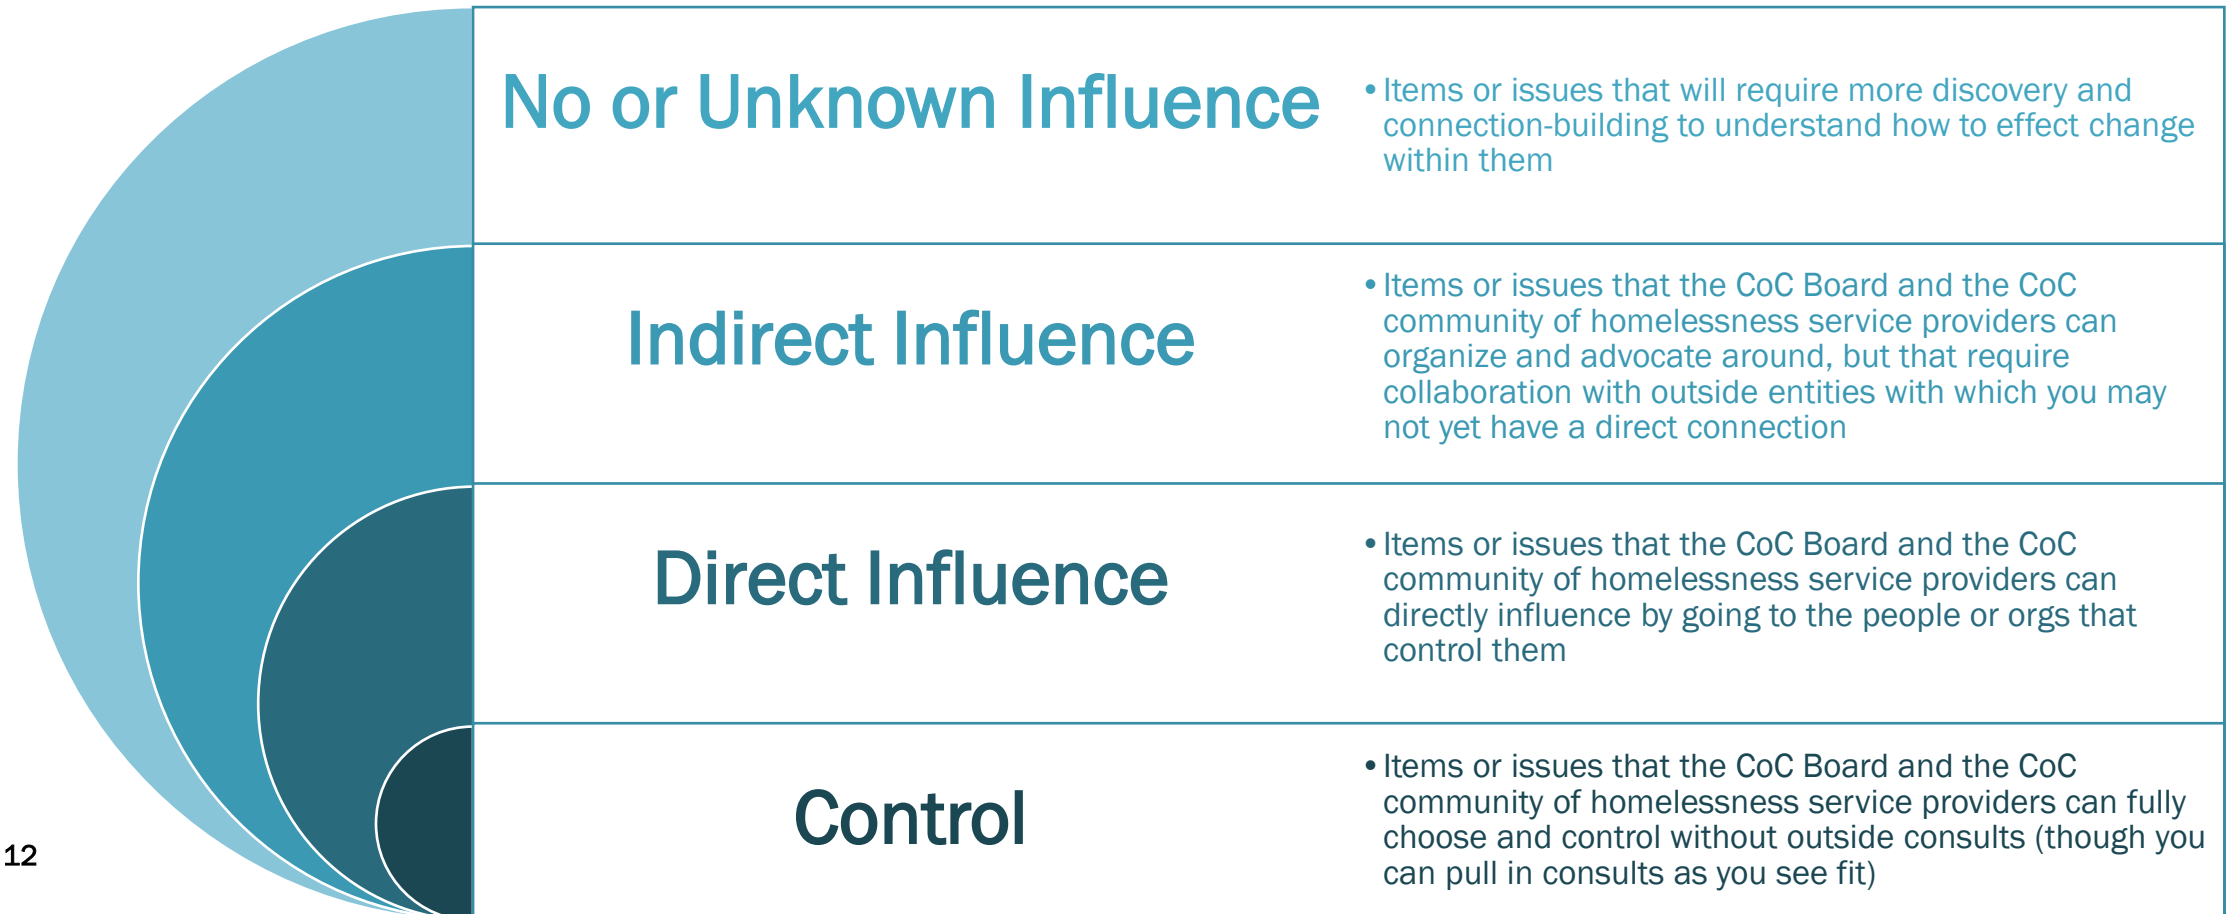 No or Unknown Influence
• Items or issues that will require more discovery and
connection-building to understand how to effect change
within them
Indirect Influence
• Items or issues that the CoC Board and the CoC
community of homelessness service providers can
organize and advocate around, but that require
collaboration with outside entities with which you may
not yet have a direct connection
Direct Influence
• Items or issues that the CoC Board and the CoC
community of homelessness service providers can
directly influence by going to the people or orgs that
control them
Control
• Items or issues that the CoC Board and the CoC
community of homelessness service providers can fully
choose and control without outside consults (though you
can pull in consults as you see fit)
12